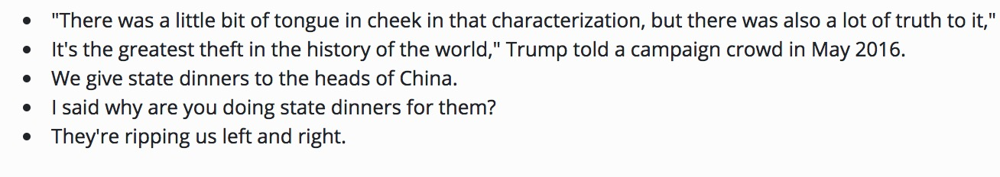 • "There was a little bit of tongue in cheek in that characterization, but there was also a lot of truth to it,"
• It's the greatest theft in the history of the world," Trump told a campaign crowd in May 2016.
• We give state dinners to the heads of China.
• I said why are you doing state dinners for them?
• They're ripping us left and right.